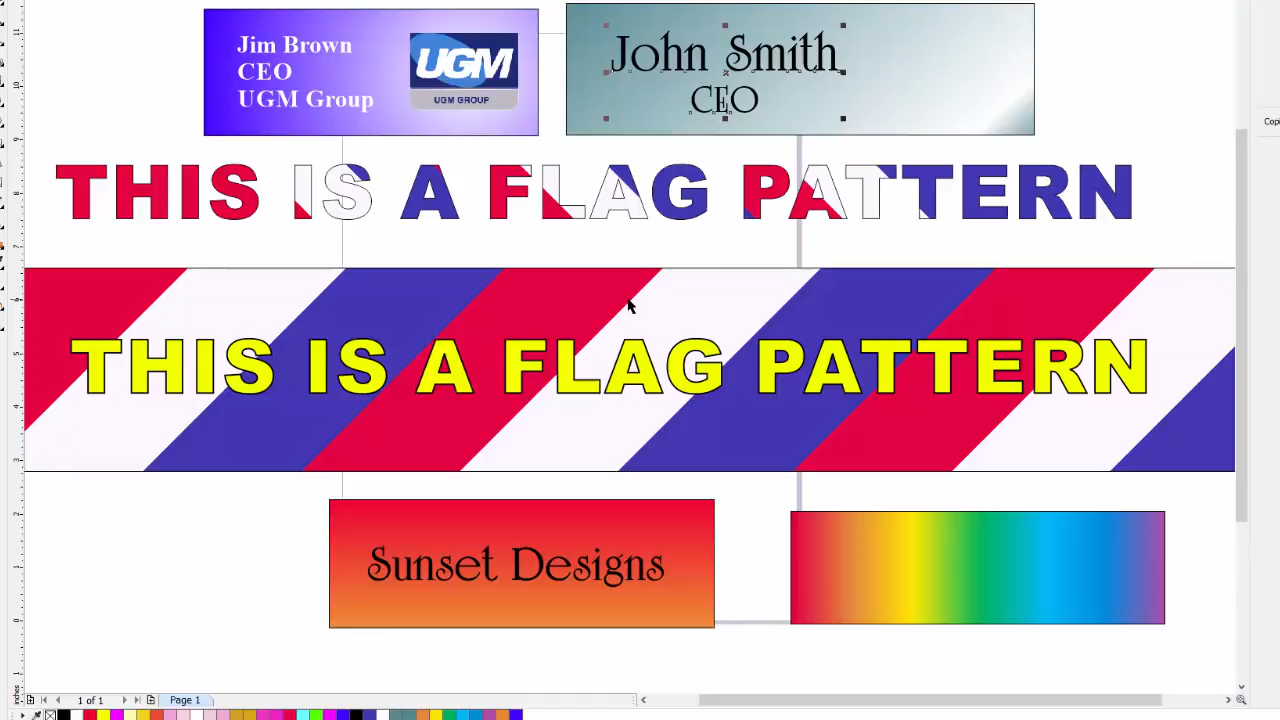 Jim Brown
CEO
UGM Group
UGM
UGM GROUP
John Smith
CEO
THIS IS A FLAG PATTERN
THIS IS A FLAG PATTERN
Sunset Designs
1 of 1
Page 1